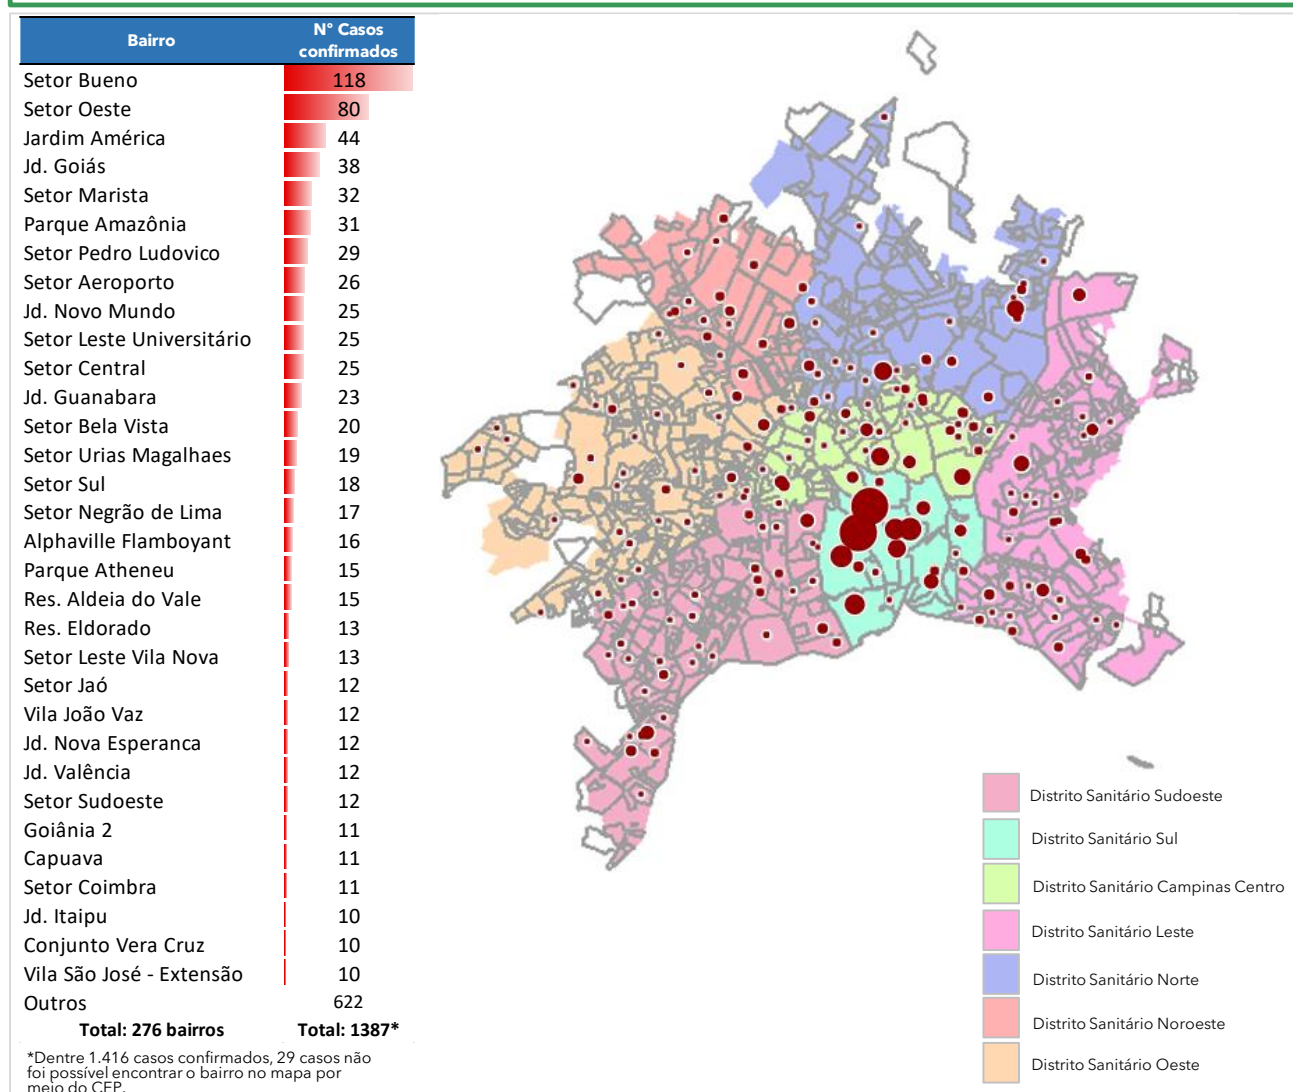 Bairro
N° Casos
confirmados
Setor Bueno 118
Setor Oeste 80
Jardim América 44
Jd. Goiás 38
Setor Marista 32
Parque Amazônia 31
Setor Pedro Ludovico 29
Setor Aeroporto 26
Jd. Novo Mundo 25
Setor Leste Universitário 25
Setor Central 25
Jd. Guanabara 23
Setor Bela Vista 20
Setor Urias Magalhaes 19
Setor Sul 18
Setor Negrão de Lima 17
Alphaville Flamboyant 16
Parque Atheneu 15
Res. Aldeia do Vale 15
Res. Eldorado 13
Setor Leste Vila Nova 13
Setor Jaó 12
Vila João Vaz 12
Jd. Nova Esperanca 12
Jd. Valência 12
Setor Sudoeste 12
Goiânia 2 11
Capuava 11
Setor Coimbra 11
Jd. Itaipu 10
Conjunto Vera Cruz 10
Vila São José - Extensão 10
Outros 622
Total: 276 bairros Total: 1387*
*Dentre 1.416 casos confirmados, 29 casos não
foi possível encontrar o bairro no mapa por
meio do CEP.
Distrito Sanitário Sudoeste
Distrito Sanitário Sul
Distrito Sanitário Campinas Centro
Distrito Sanitário Leste
Distrito Sanitário Norte
Distrito Sanitário Noroeste
Distrito Sanitário Oeste